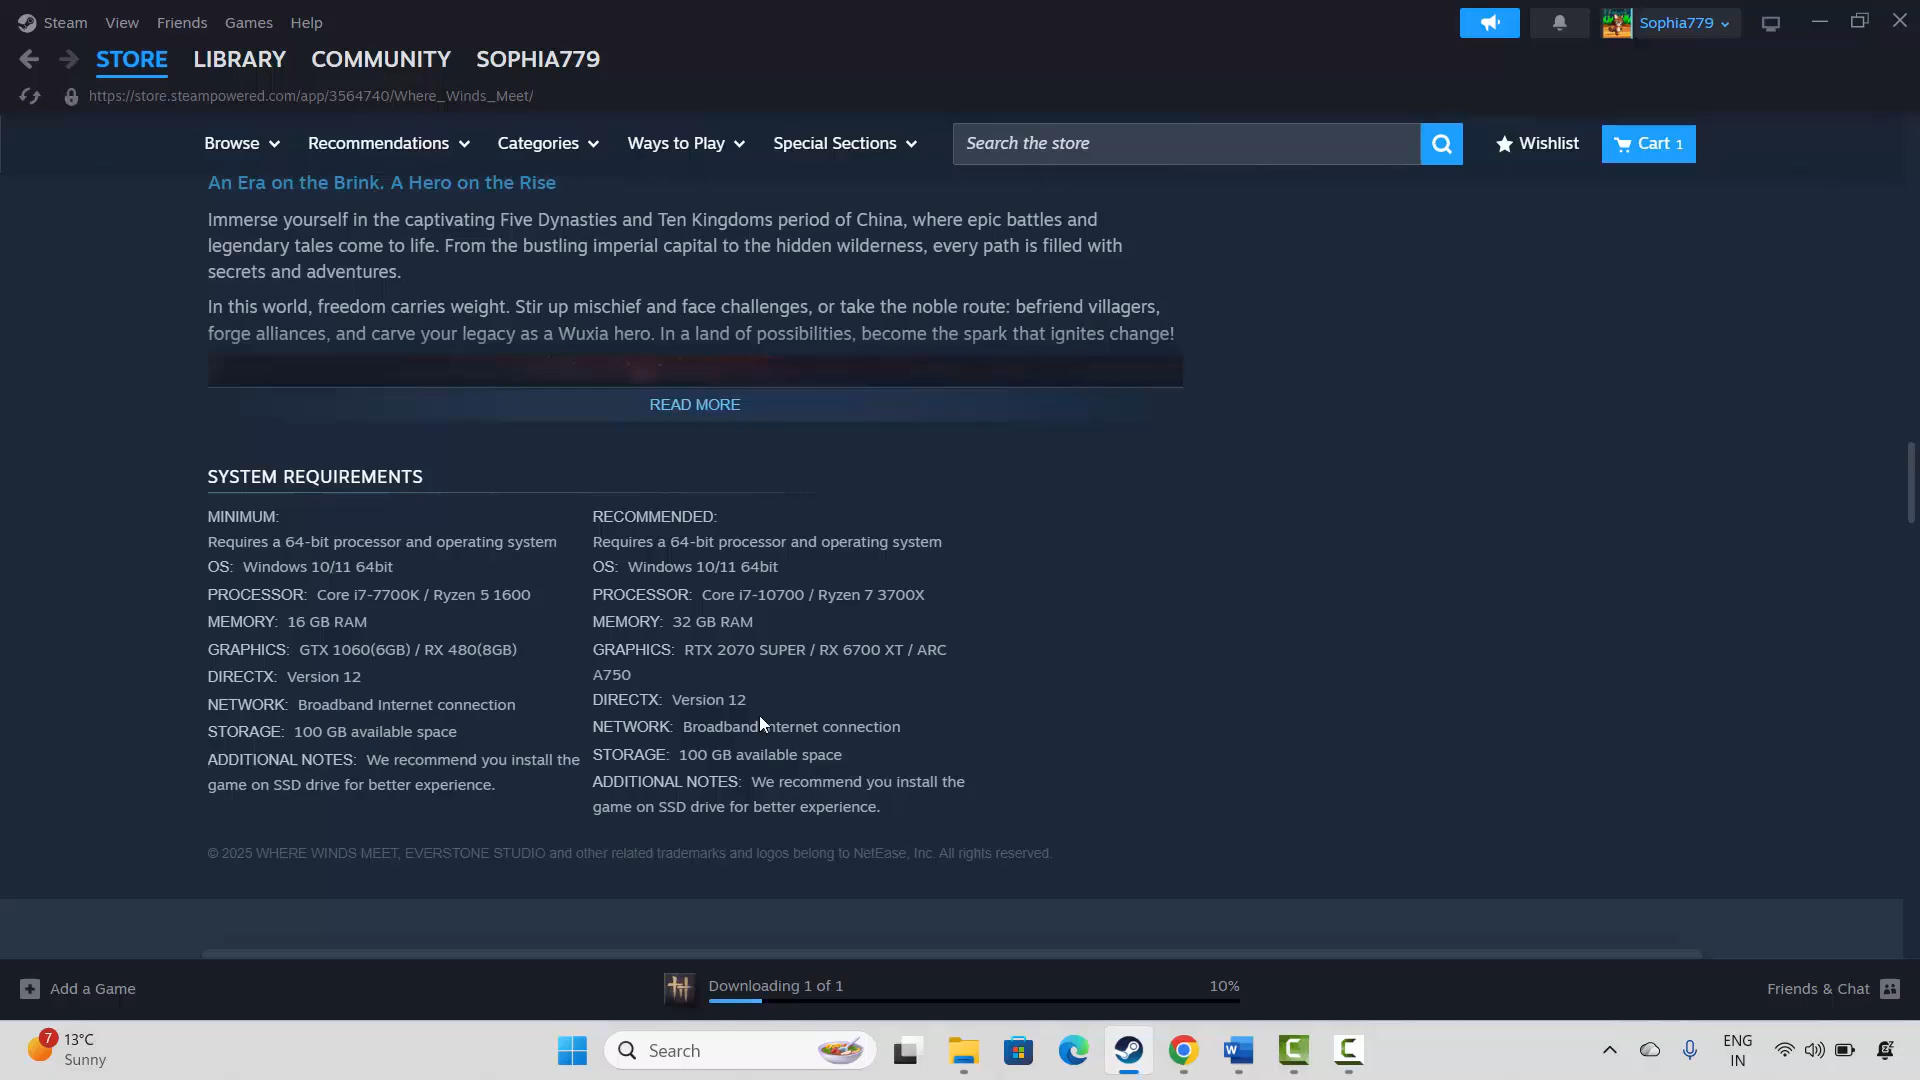 Steam View Friends Games Help
Sophia779
STORE LIBRARY COMMUNITY SOPHIA779
https://store.steampowered.com/app/3564740/Where_Winds_Meet/
Browse Recommendations Categories Ways to Play Special Sections Search the store Wishlist Cart 1
An Era on the Brink. A Hero on the Rise
Immerse yourself in the captivating Five Dynasties and Ten Kingdoms period of China, where epic battles and
legendary tales come to life. From the bustling imperial capital to the hidden wilderness, every path is filled with
secrets and adventures.
In this world, freedom carries weight. Stir up mischief and face challenges, or take the noble route: befriend villagers,
forge alliances, and carve your legacy as a Wuxia hero. In a land of possibilities, become the spark that ignites change!
READ MORE
SYSTEM REQUIREMENTS
MINIMUM:
Requires a 64-bit processor and operating system
OS: Windows 10/11 64bit
PROCESSOR: Core i7-7700K / Ryzen 5 1600
MEMORY: 16 GB RAM
GRAPHICS: GTX 1060(6GB) / RX 480(8GB)
DIRECTX: Version 12
NETWORK: Broadband Internet connection
STORAGE: 100 GB available space
ADDITIONAL NOTES: We recommend you install the
game on SSD drive for better experience.
RECOMMENDED:
Requires a 64-bit processor and operating system
OS: Windows 10/11 64bit
PROCESSOR: Core i7-10700 / Ryzen 7 3700X
MEMORY: 32 GB RAM
GRAPHICS: RTX 2070 SUPER / RX 6700 XT / ARC
A750
DIRECTX: Version 12
NETWORK: Broadband Internet connection
STORAGE: 100 GB available space
ADDITIONAL NOTES: We recommend you install the
game on SSD drive for better experience.
© 2025 WHERE WINDS MEET, EVERSTONE STUDIO and other related trademarks and logos belong to NetEase, Inc. All rights reserved.
Add a Game
Downloading 1 of 1 10%
Friends & Chat
7
13°C
Sunny
Search
ENG
IN